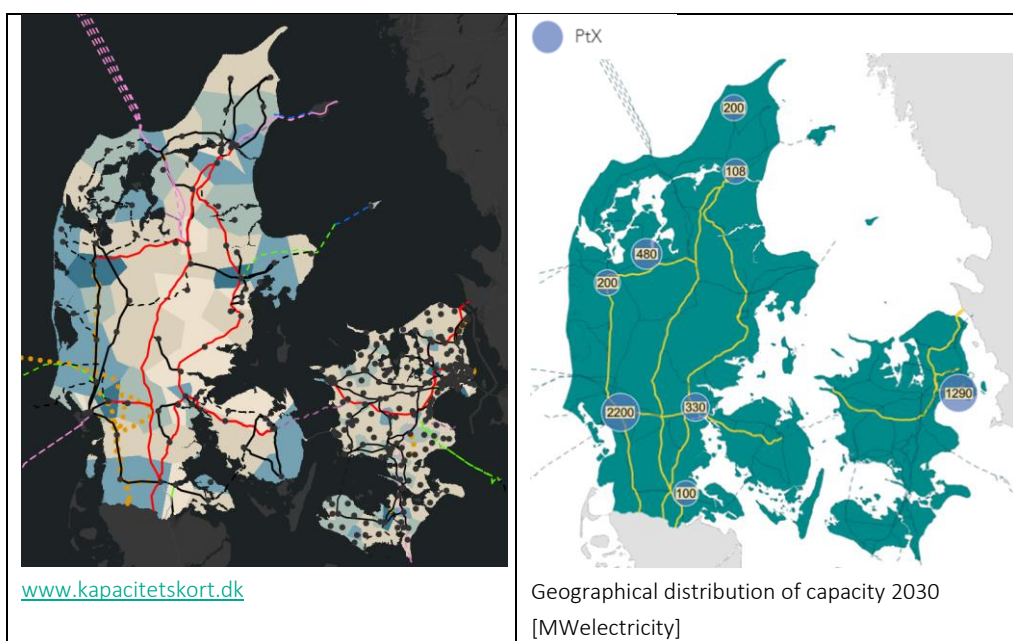 PtX
200
108
480
200
2200
330
1290
100
www.kapacitetskort.dk
Geographical distribution of capacity 2030
[MWelectricity]